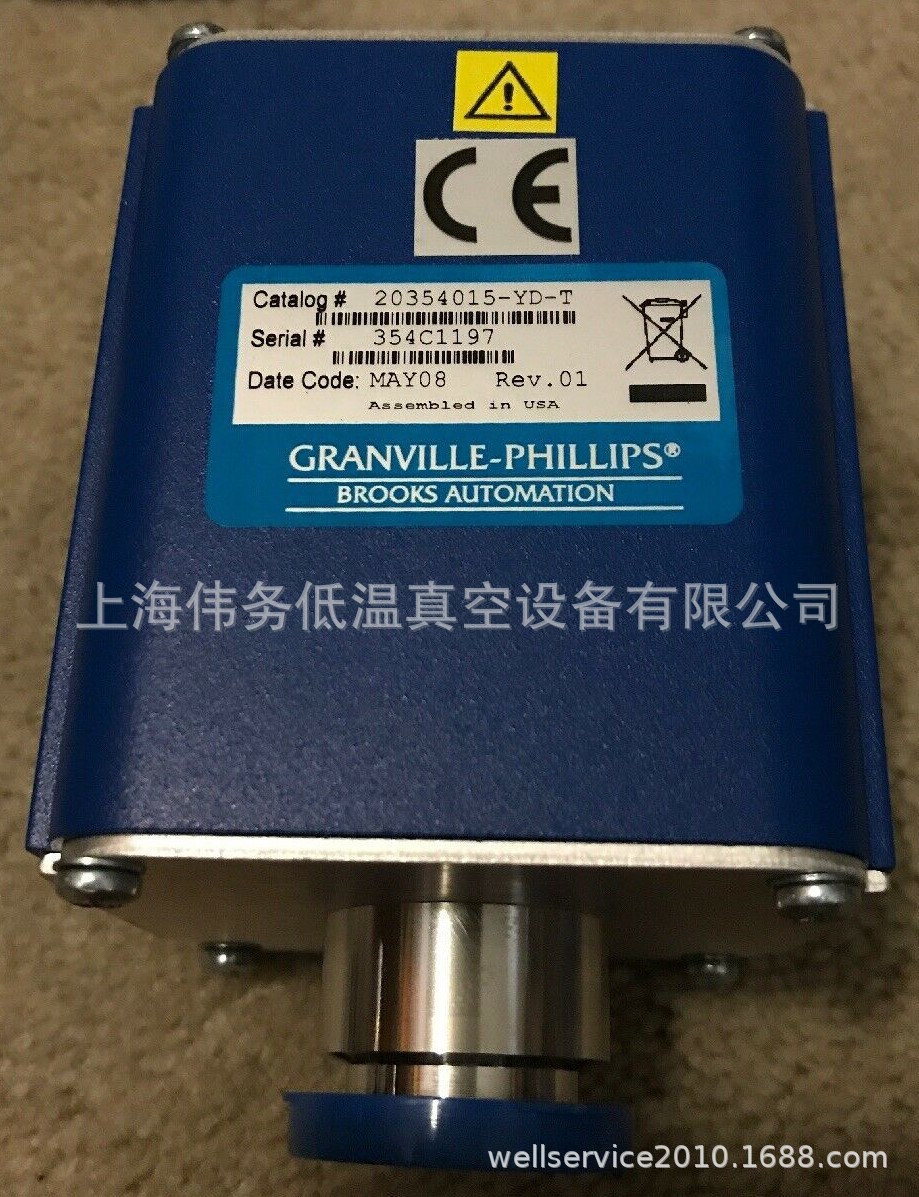 CE
Catalog # 20354015-YD-T
Serial # 354C1197
Date Code: MAY08 Rev.01
Assembled in USA
GRANVILLE-PHILLIPS®
BROOKS AUTOMATION
上海伟务低温真空设备有限公司
wellservice2010.1688.com